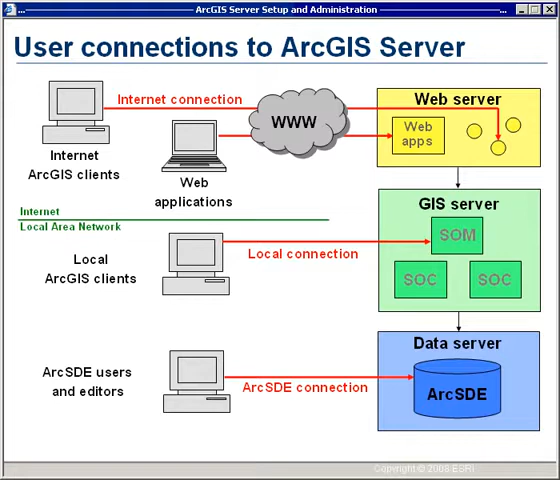 ArcGIS Server Setup and Administration
User connections to ArcGIS Server
Internet connection
WWW
Web server
Web
apps
Internet
ArcGIS clients
Web
applications
GIS server
SOM
SOC
SOC
Internet
Local Area Network
Local connection
Local
ArcGIS clients
Data server
ArcSDE
ArcSDE users
and editors
ArcSDE connection
Copyright © 2008 ESRI